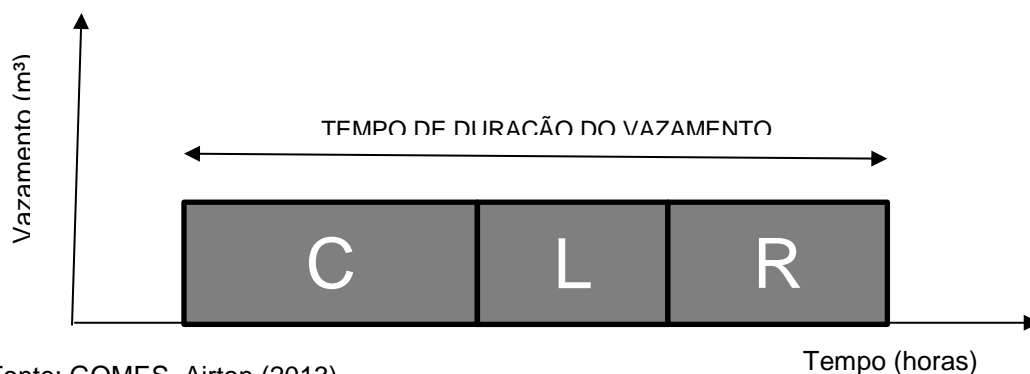 Vazamento (m³)
TEMPO DE DURAÇÃO DO VAZAMENTO
C L R
Tempo (horas)
Fonte: GOMES, Airton (2013)